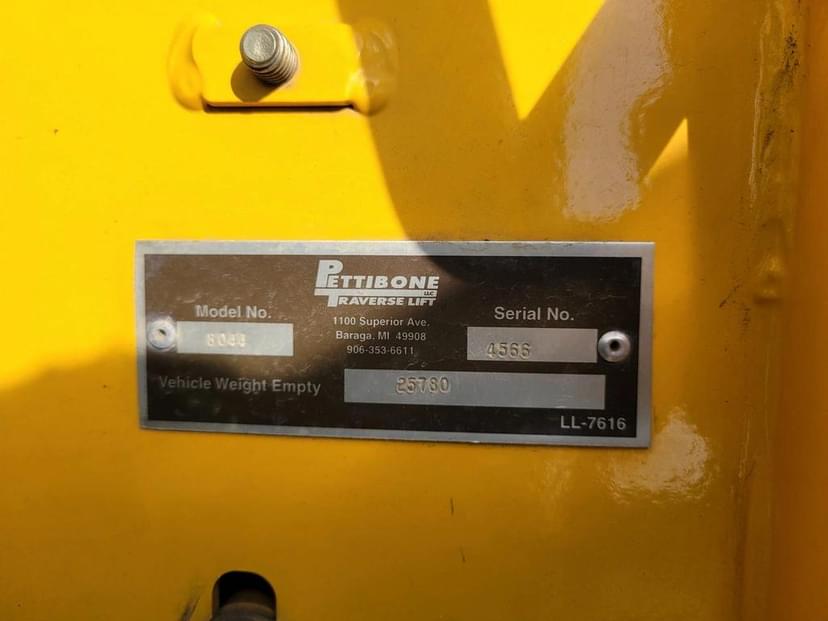 PETTIBONE
LLC
TRAVERSE LIFT
1100 Superior Ave.
Baraga, MI 49908
906-353-6611
Model No.
Serial No.
4566
Vehicle Weight Empty
25780
LL-7616